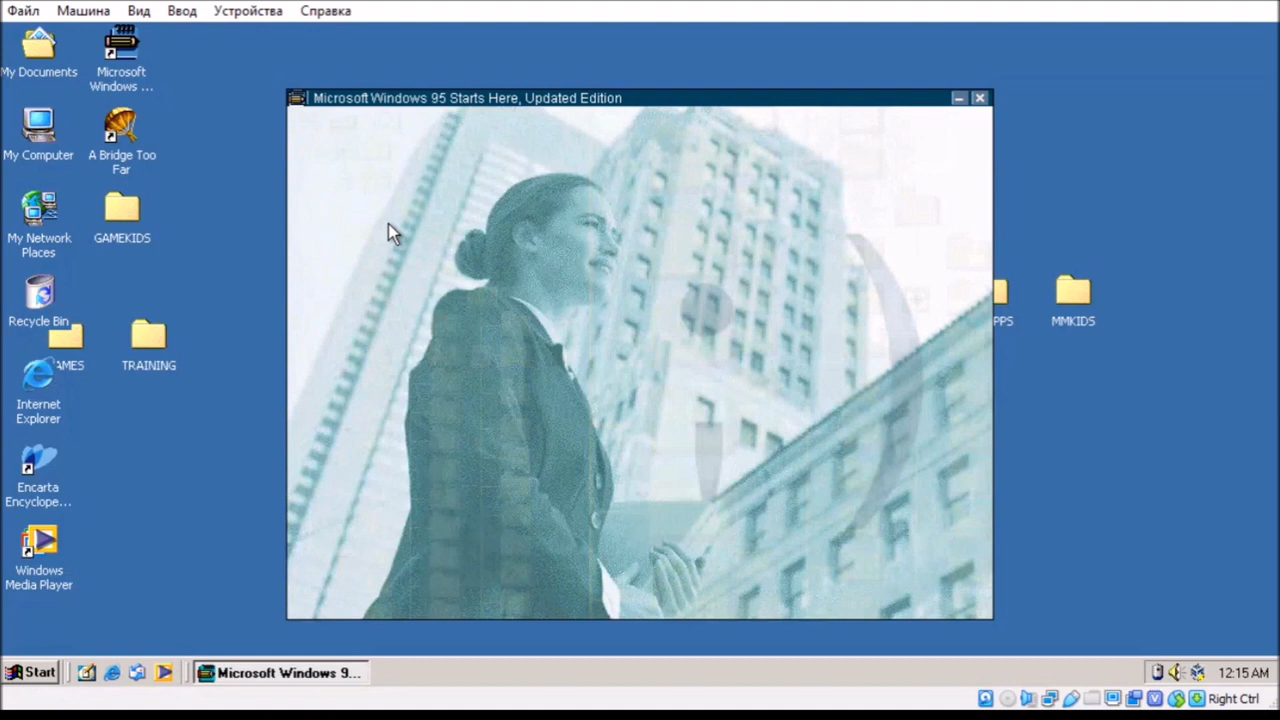 Файл Машина Вид Ввод Устройства Справка
My Documents
Microsoft
Windows ...
My Computer
A Bridge Too
Far
My Network
Places
GAMEKIDS
Recycle Bin
AMES
TRAINING
Internet
Explorer
Encarta
Encyclope...
Windows
Media Player
Microsoft Windows 95 Starts Here, Updated Edition
PPS
MMKIDS
Start
Microsoft Windows 9...
12:15 AM
Right Ctrl